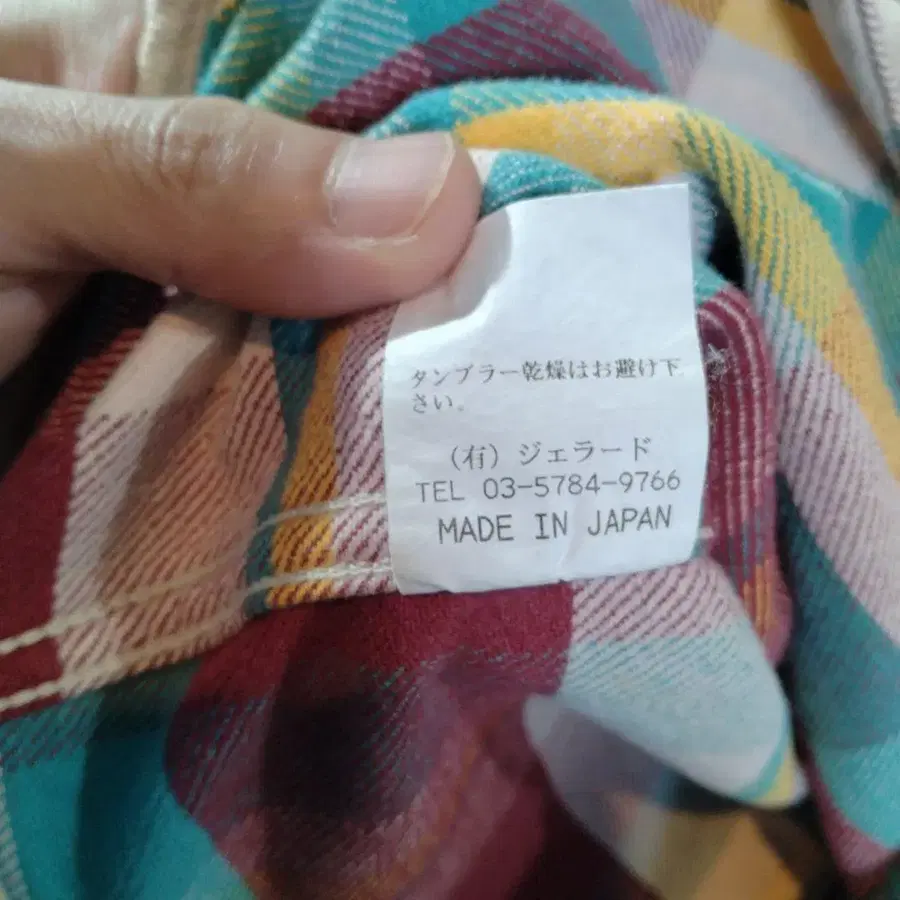 タンブラー乾燥はお避け下
さい。
（有）ジェラード
TEL 03-5784-9766
MADE IN JAPAN